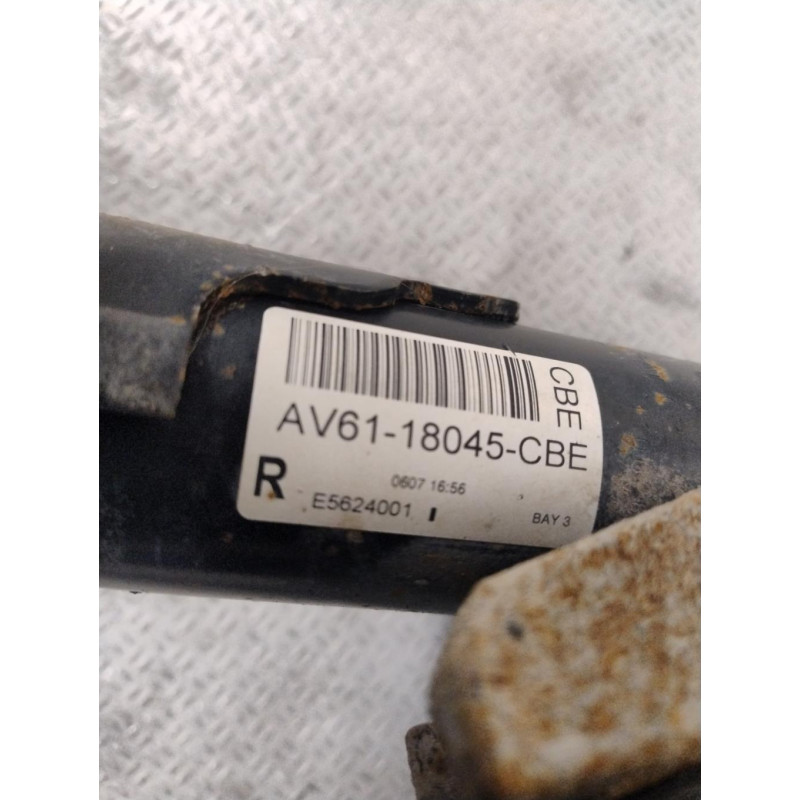 CBE
AV61-18045-CBE
R
0607 16:56
E5624001
BAY 3